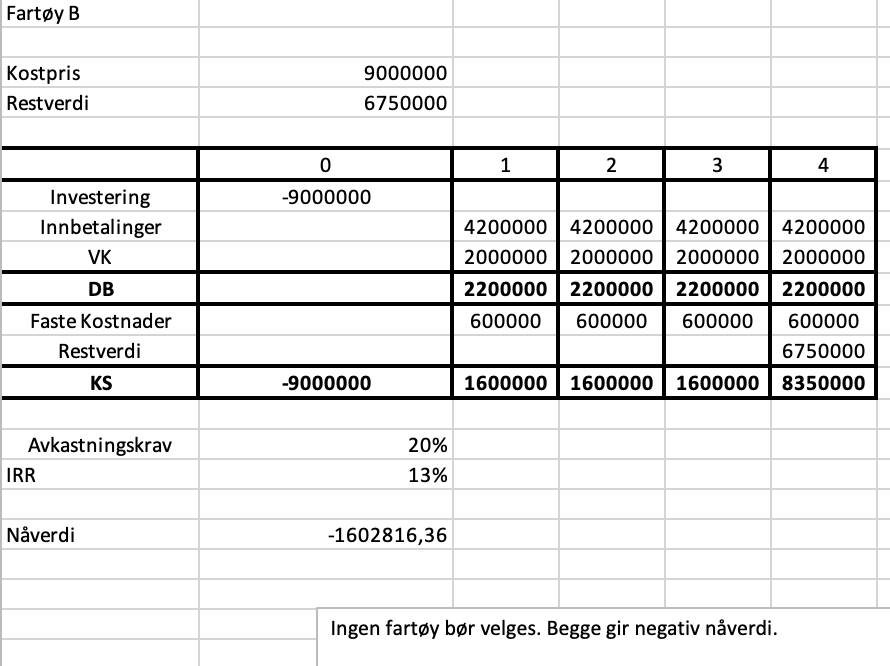 Fartøy B
Kostpris 9000000
Restverdi 6750000
0 1 2 3 4
Investering -9000000
Innbetalinger 4200000 4200000 4200000 4200000
VK 2000000 2000000 2000000 2000000
DB 2200000 2200000 2200000 2200000
Faste Kostnader 600000 600000 600000 600000
Restverdi 6750000
KS -9000000 1600000 1600000 1600000 8350000
Avkastningskrav 20%
IRR 13%
Nåverdi -1602816,36
Ingen fartøy bør velges. Begge gir negativ nåverdi.